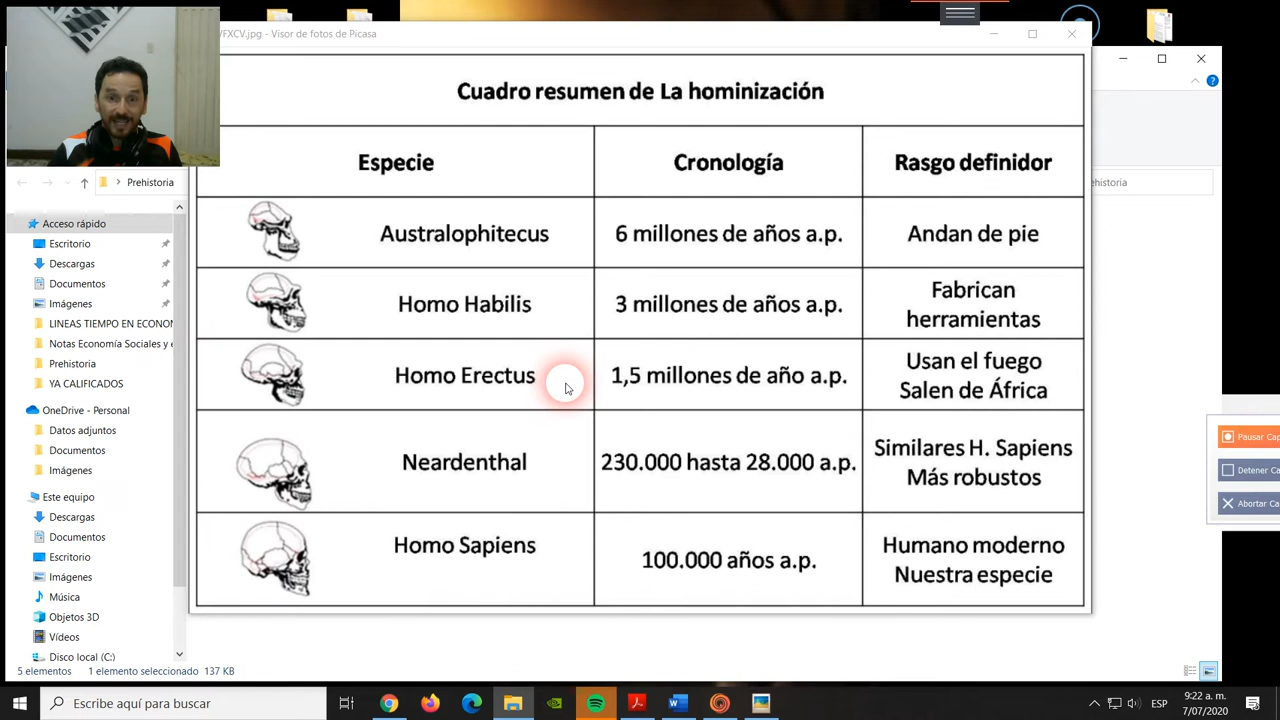 VFXCV.jpg - Visor de fotos de Picasa
Cuadro resumen de La hominización
Especie
Cronología
Rasgo definidor
Australophitecus
6 millones de años a.p.
Andan de pie
Homo Habilis
3 millones de años a.p.
Fabrican
herramientas
Homo Erectus
1,5 millones de año a.p.
Usan el fuego
Salen de África
Neardenthal
230.000 hasta 28.000 a.p.
Similares H. Sapiens
Más robustos
Homo Sapiens
100.000 años a.p.
Humano moderno
Nuestra especie
Prehistoria
ehistoria
Acceso rápido
Escritorio
Descargas
Documentos
Imágenes
LINEAS TIEMPO EN ECONOM
Notas Economía Sociales y e
Prehistoria
YA CALIFICADOS
OneDrive - Personal
Datos adjuntos
Documentos
Imágenes
Este equipo
Descargas
Documentos
Escritorio
Imágenes
Música
Objetos 3D
Vídeos
Disco local (C:)
5 elementos 1 elemento seleccionado 137 KB
Pausar Cap
Detener Ca
Abortar Ca
Escribe aquí para buscar
ESP
9:22 a. m.
7/07/2020